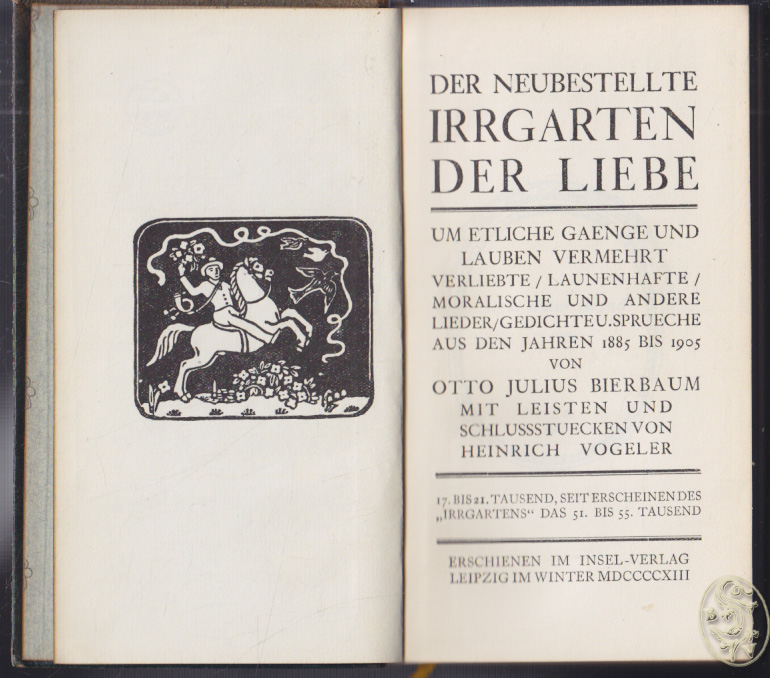 DER NEUBESTELLTE
IRRGARTEN
DER LIEBE
UM ETLICHE GAENGE UND
LAUBEN VERMEHRT
VERLIEBTE / LAUNENHAFTE /
MORALISCHE UND ANDERE
LIEDER/GEDICHTE U. SPRUECHE
AUS DEN JAHREN 1885 BIS 1905
VON
OTTO JULIUS BIERBAUM
MIT LEISTEN UND
SCHLUSSSTUECKEN VON
HEINRICH VOGELER
17. BIS 21. TAUSEND, SEIT ERSCHEINEN DES
„IRRGARTENS“ DAS 51. BIS 55. TAUSEND
ERSCHIENEN IM INSEL-VERLAG
LEIPZIG IM WINTER MDCCCCXIII